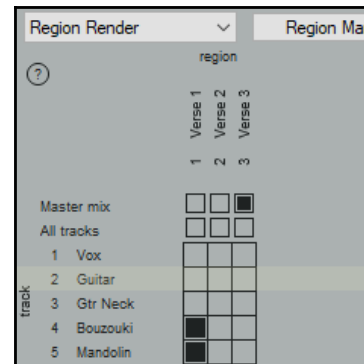 Region Render
Region Ma
?
region
1 Verse 1
2 Verse 2
3 Verse 3
Master mix
All tracks
track
1 Vox
2 Guitar
3 Gtr Neck
4 Bouzouki
5 Mandolin